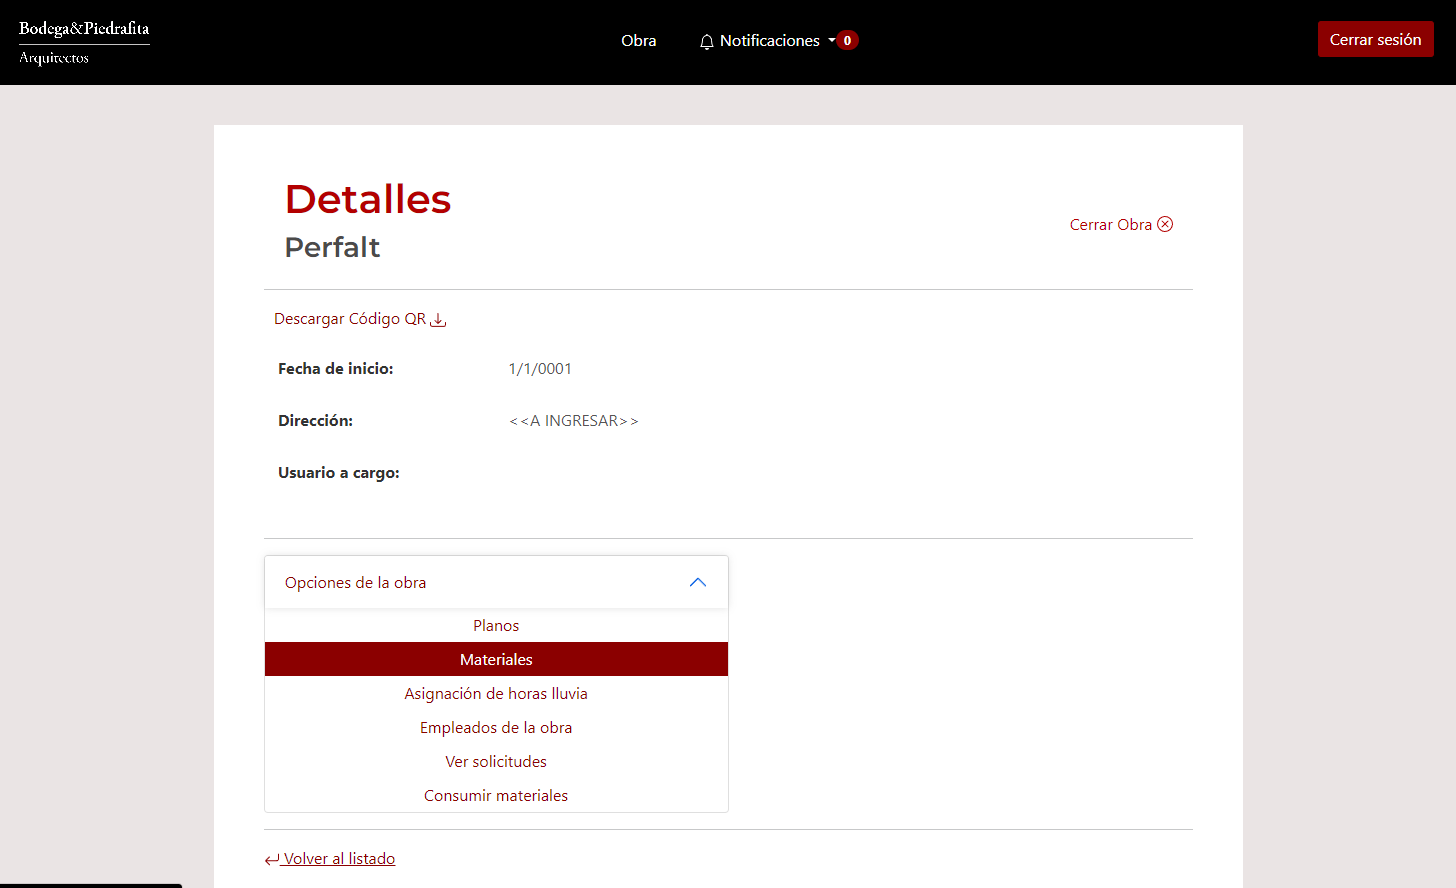 Bodega&Piedrafita
Arquitectos
Obra
Notificaciones
0
Cerrar sesión
Detalles
Perfalt
Cerrar Obra
Descargar Código QR
Fecha de inicio: 1/1/0001
Dirección: <<A INGRESAR>>
Usuario a cargo:
Opciones de la obra
Planos
Materiales
Asignación de horas lluvia
Empleados de la obra
Ver solicitudes
Consumir materiales
Volver al listado